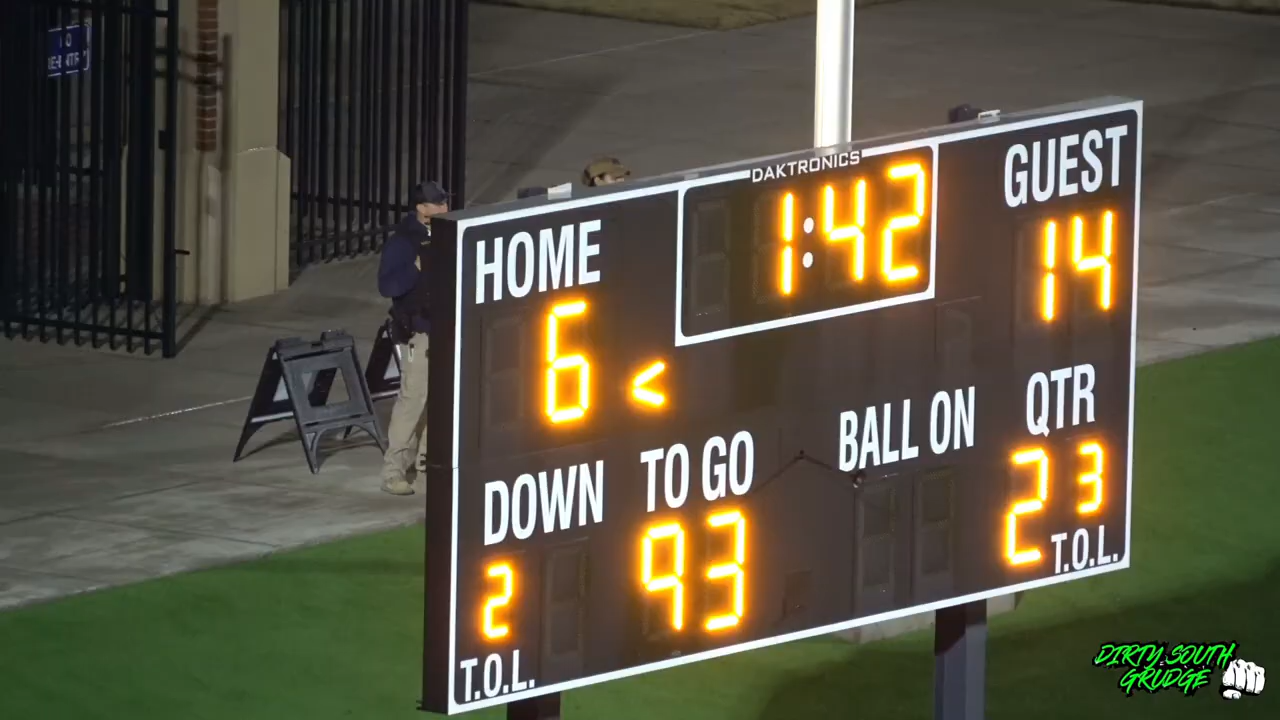 DAKTRONICS
1:42
HOME
GUEST
6 <
14
DOWN
TO GO
BALL ON
QTR
2
93
2 3
T.O.L.
T.O.L.
DIRTY SOUTH
GRUDGE